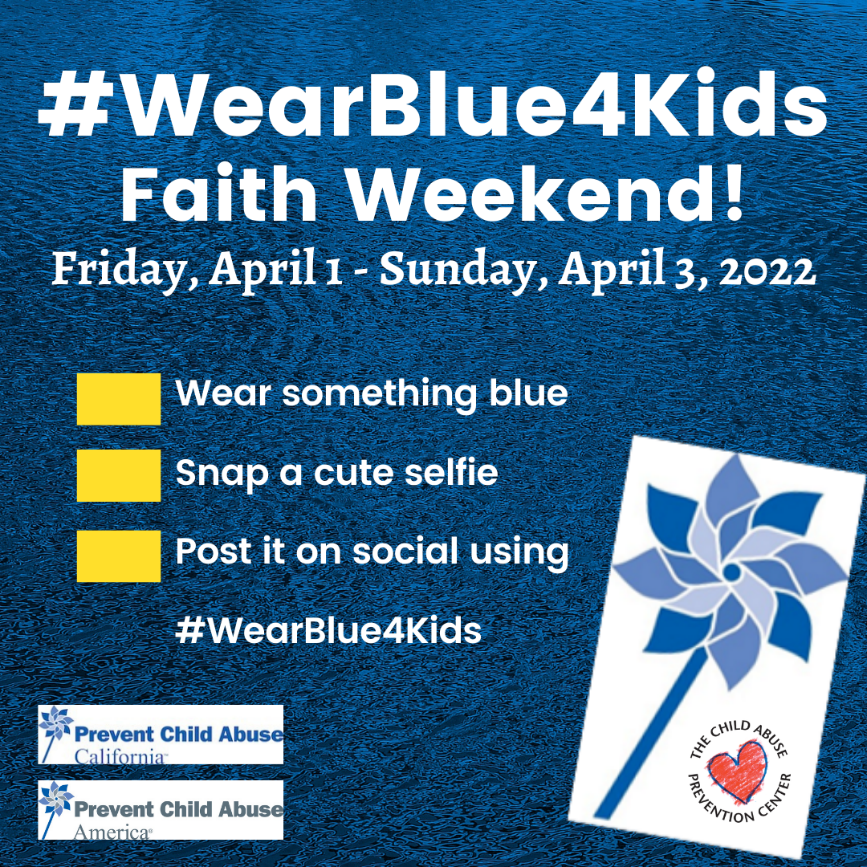 #WearBlue4Kids
Faith Weekend!
Friday, April 1 - Sunday, April 3, 2022
Wear something blue
Snap a cute selfie
Post it on social using
#WearBlue4Kids
Prevent Child Abuse
California
Prevent Child Abuse
America®
THE CHILD ABUSE
PREVENTION CENTER